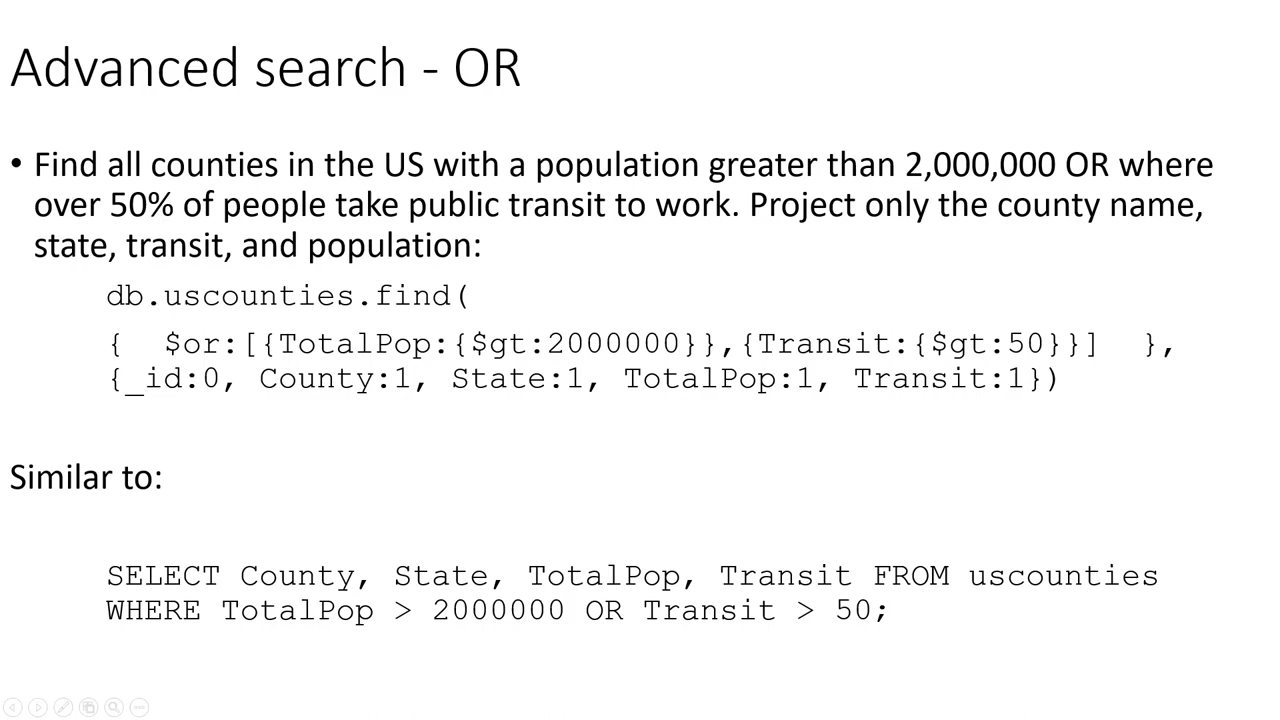 Advanced search - OR
• Find all counties in the US with a population greater than 2,000,000 OR where
over 50% of people take public transit to work. Project only the county name,
state, transit, and population:
db.uscounties.find(
{  $or:[{TotalPop:{$gt:2000000}},{Transit:{$gt:50}}]  },
{_id:0, County:1, State:1, TotalPop:1, Transit:1})
Similar to:
SELECT County, State, TotalPop, Transit FROM uscounties
WHERE TotalPop > 2000000 OR Transit > 50;